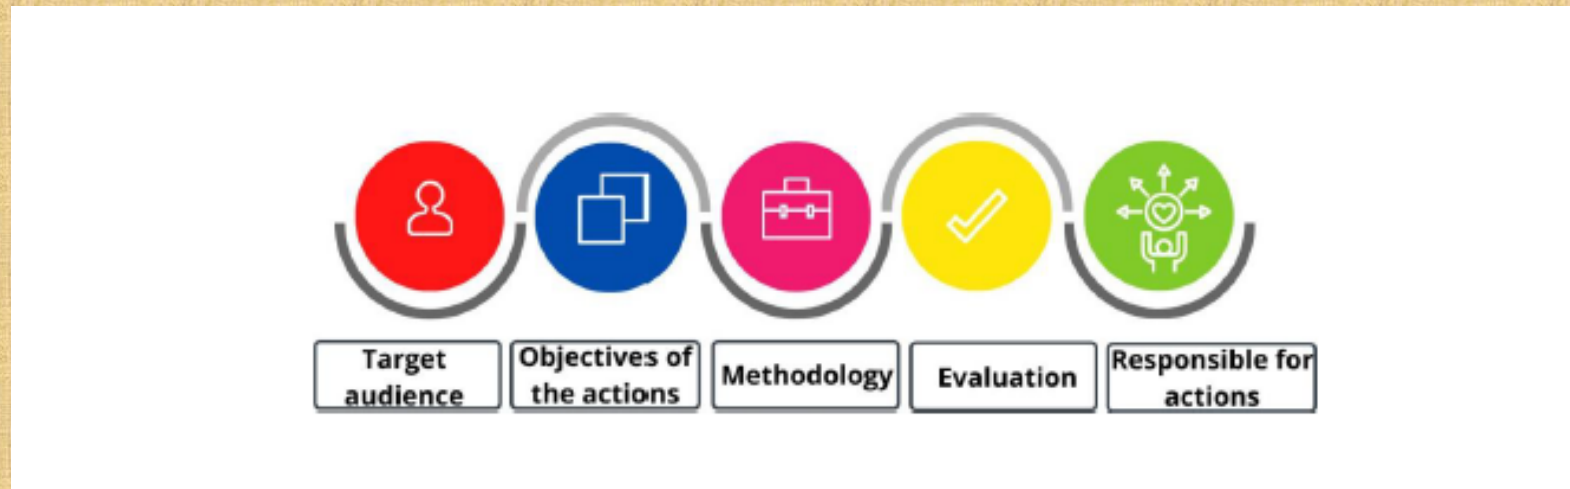 Target
audience
Objectives of
the actions
Methodology
Evaluation
Responsible for
actions